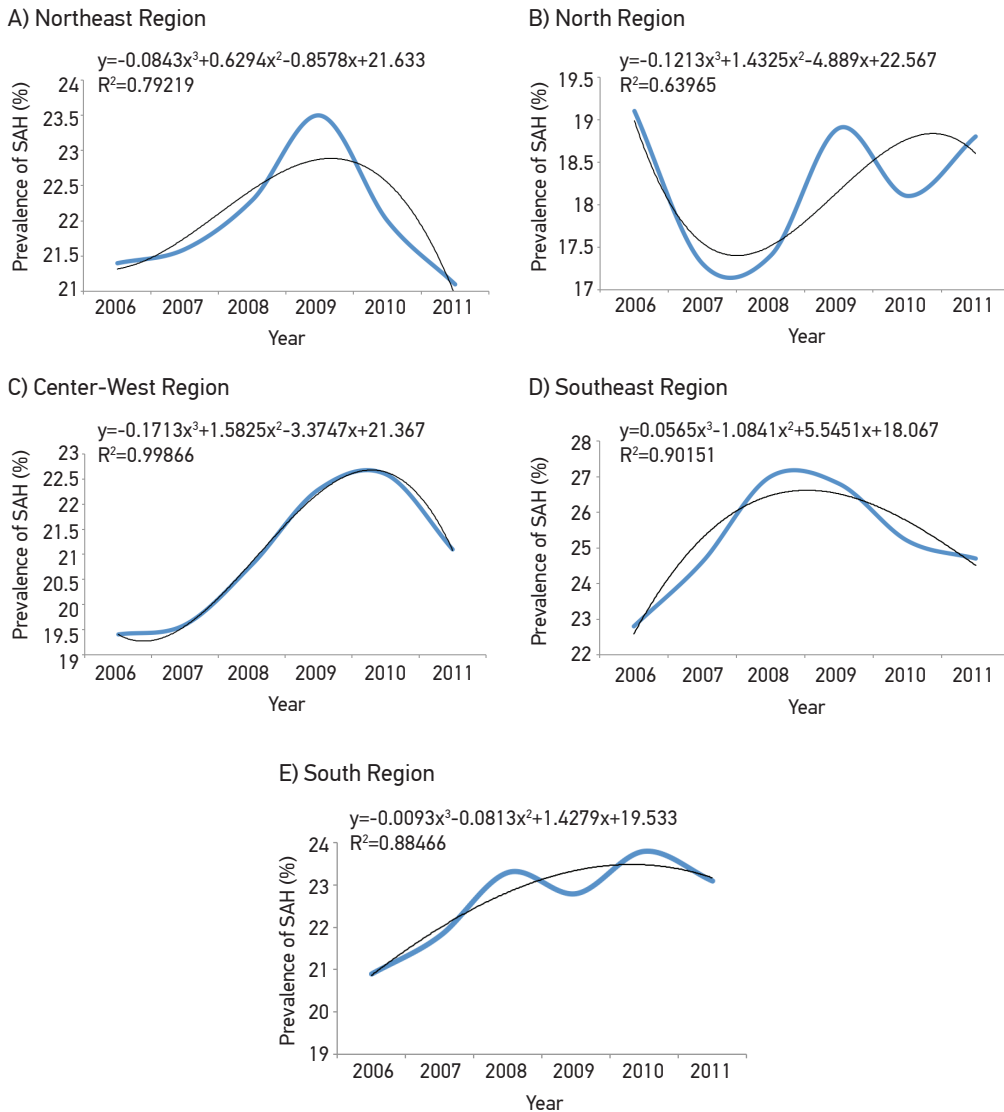 A) Northeast Region
y=-0.0843x³+0.6294x²-0.8578x+21.633
R²=0.79219
Prevalence of SAH (%)
24
23.5
23
22.5
22
21.5
21
2006 2007 2008 2009 2010 2011
Year
B) North Region
y=-0.1213x³+1.4325x²-4.889x+22.567
R²=0.63965
Prevalence of SAH (%)
19.5
19
18.5
18
17.5
17
2006 2007 2008 2009 2010 2011
Year
C) Center-West Region
y=-0.1713x³+1.5825x²-3.3747x+21.367
R²=0.99866
Prevalence of SAH (%)
23
22.5
22
21.5
21
20.5
20
19.5
19
2006 2007 2008 2009 2010 2011
Year
D) Southeast Region
y=0.0565x³-1.0841x²+5.5451x+18.067
R²=0.90151
Prevalence of SAH (%)
28
27
26
25
24
23
22
2006 2007 2008 2009 2010 2011
Year
E) South Region
y=-0.0093x³-0.0813x²+1.4279x+19.533
R²=0.88466
Prevalence of SAH (%)
24
23
22
21
20
19
2006 2007 2008 2009 2010 2011
Year